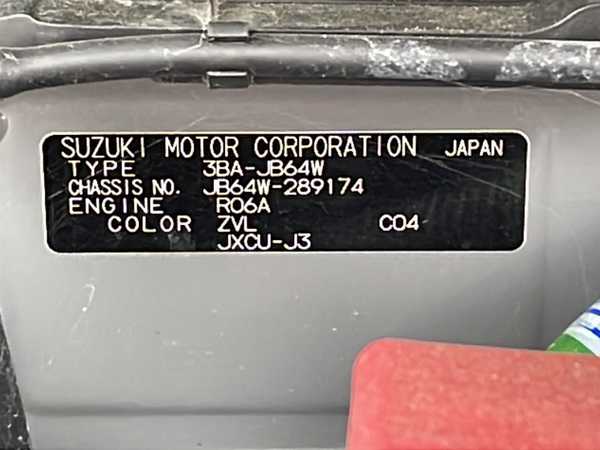 SUZUKI MOTOR CORPORATION JAPAN
TYPE 3BA-JB64W
CHASSIS NO. JB64W-289174
ENGINE R06A
COLOR ZVL C04
JXCU-J3